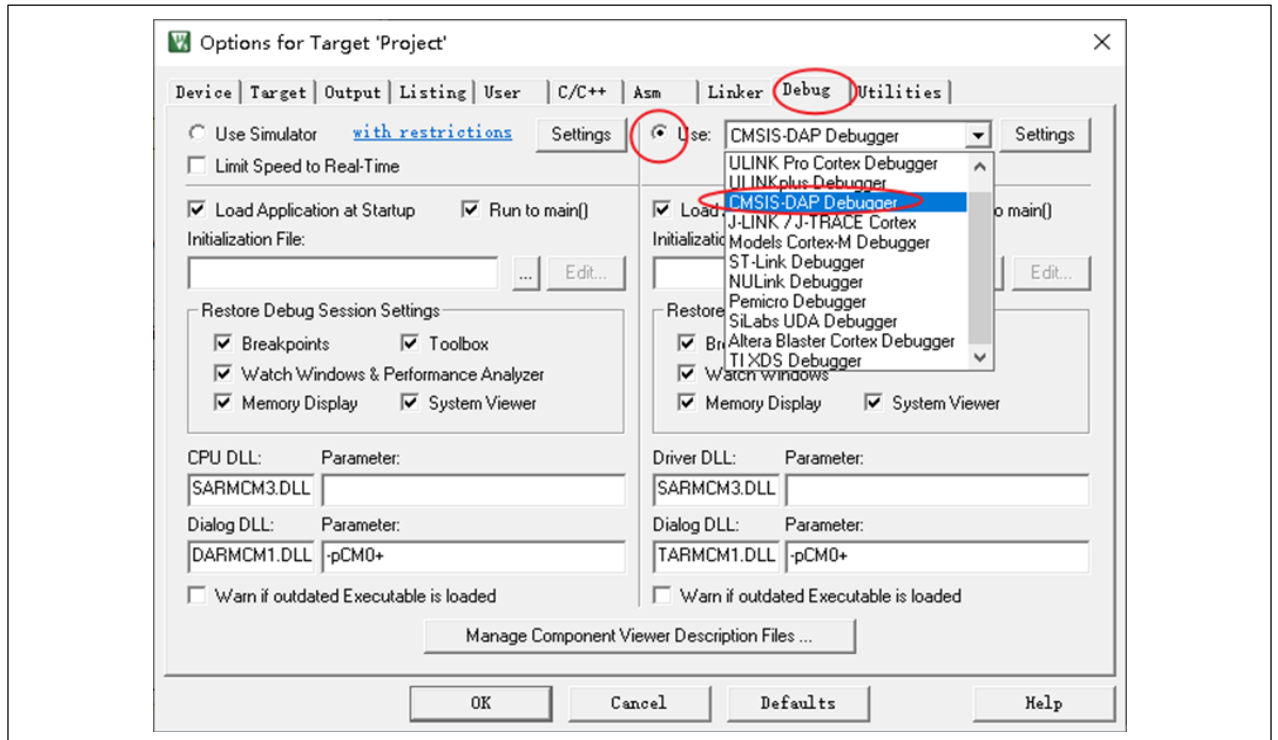 Options for Target 'Project'
Device Target Output Listing User C/C++ Asm Linker Debug Utilities
Use Simulator with restrictions Settings Use: CMSIS-DAP Debugger Settings
Limit Speed to Real-Time
ULINK Pro Cortex Debugger
ULINKplus Debugger
CMSIS-DAP Debugger
J-LINK / J-TRACE Cortex
Models Cortex-M Debugger
ST-Link Debugger
NULink Debugger
Pemicro Debugger
SiLabs UDA Debugger
Altera Blaster Cortex Debugger
TI XDS Debugger
Load Application at Startup Run to main() Load o main()
Initialization File: Initializatio
... Edit... Edit...
Restore Debug Session Settings Restore
Breakpoints Toolbox Br
Watch Windows & Performance Analyzer Watch Windows
Memory Display System Viewer Memory Display System Viewer
CPU DLL: Parameter: Driver DLL: Parameter:
SARMCM3.DLL SARMCM3.DLL
Dialog DLL: Parameter: Dialog DLL: Parameter:
DARMCM1.DLL -pCM0+ TARMCM1.DLL -pCM0+
Warn if outdated Executable is loaded Warn if outdated Executable is loaded
Manage Component Viewer Description Files ...
OK Cancel Defaults Help